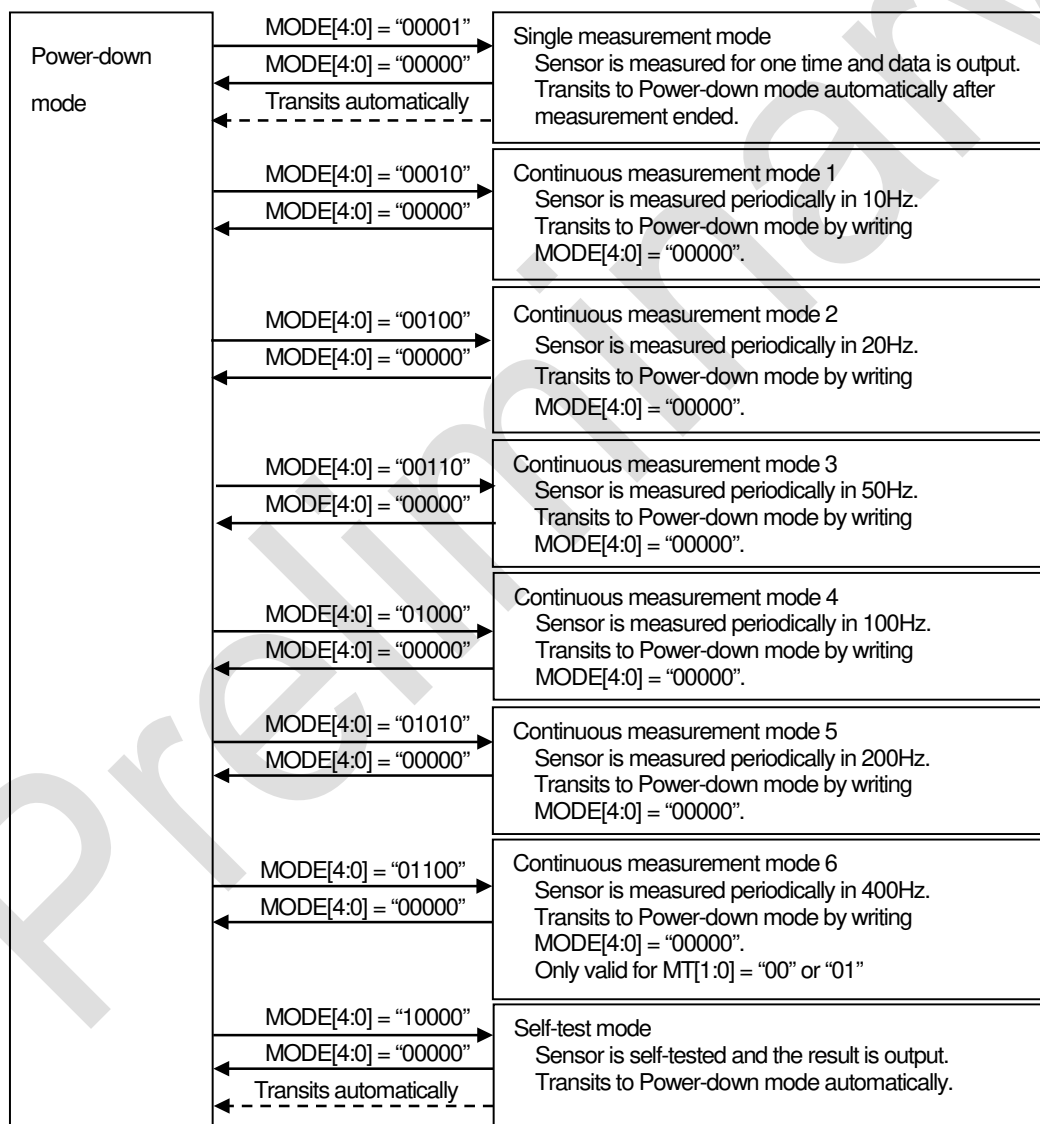 Power-down
mode
MODE[4:0] = “00001”
MODE[4:0] = “00000”
Transits automatically
Single measurement mode
Sensor is measured for one time and data is output.
Transits to Power-down mode automatically after
measurement ended.
MODE[4:0] = “00010”
MODE[4:0] = “00000”
Continuous measurement mode 1
Sensor is measured periodically in 10Hz.
Transits to Power-down mode by writing
MODE[4:0] = “00000”.
MODE[4:0] = “00100”
MODE[4:0] = “00000”
Continuous measurement mode 2
Sensor is measured periodically in 20Hz.
Transits to Power-down mode by writing
MODE[4:0] = “00000”.
MODE[4:0] = “00110”
MODE[4:0] = “00000”
Continuous measurement mode 3
Sensor is measured periodically in 50Hz.
Transits to Power-down mode by writing
MODE[4:0] = “00000”.
MODE[4:0] = “01000”
MODE[4:0] = “00000”
Continuous measurement mode 4
Sensor is measured periodically in 100Hz.
Transits to Power-down mode by writing
MODE[4:0] = “00000”.
MODE[4:0] = “01010”
MODE[4:0] = “00000”
Continuous measurement mode 5
Sensor is measured periodically in 200Hz.
Transits to Power-down mode by writing
MODE[4:0] = “00000”.
MODE[4:0] = “01100”
MODE[4:0] = “00000”
Continuous measurement mode 6
Sensor is measured periodically in 400Hz.
Transits to Power-down mode by writing
MODE[4:0] = “00000”.
Only valid for MT[1:0] = “00” or “01”
MODE[4:0] = “10000”
MODE[4:0] = “00000”
Transits automatically
Self-test mode
Sensor is self-tested and the result is output.
Transits to Power-down mode automatically.
Preliminary